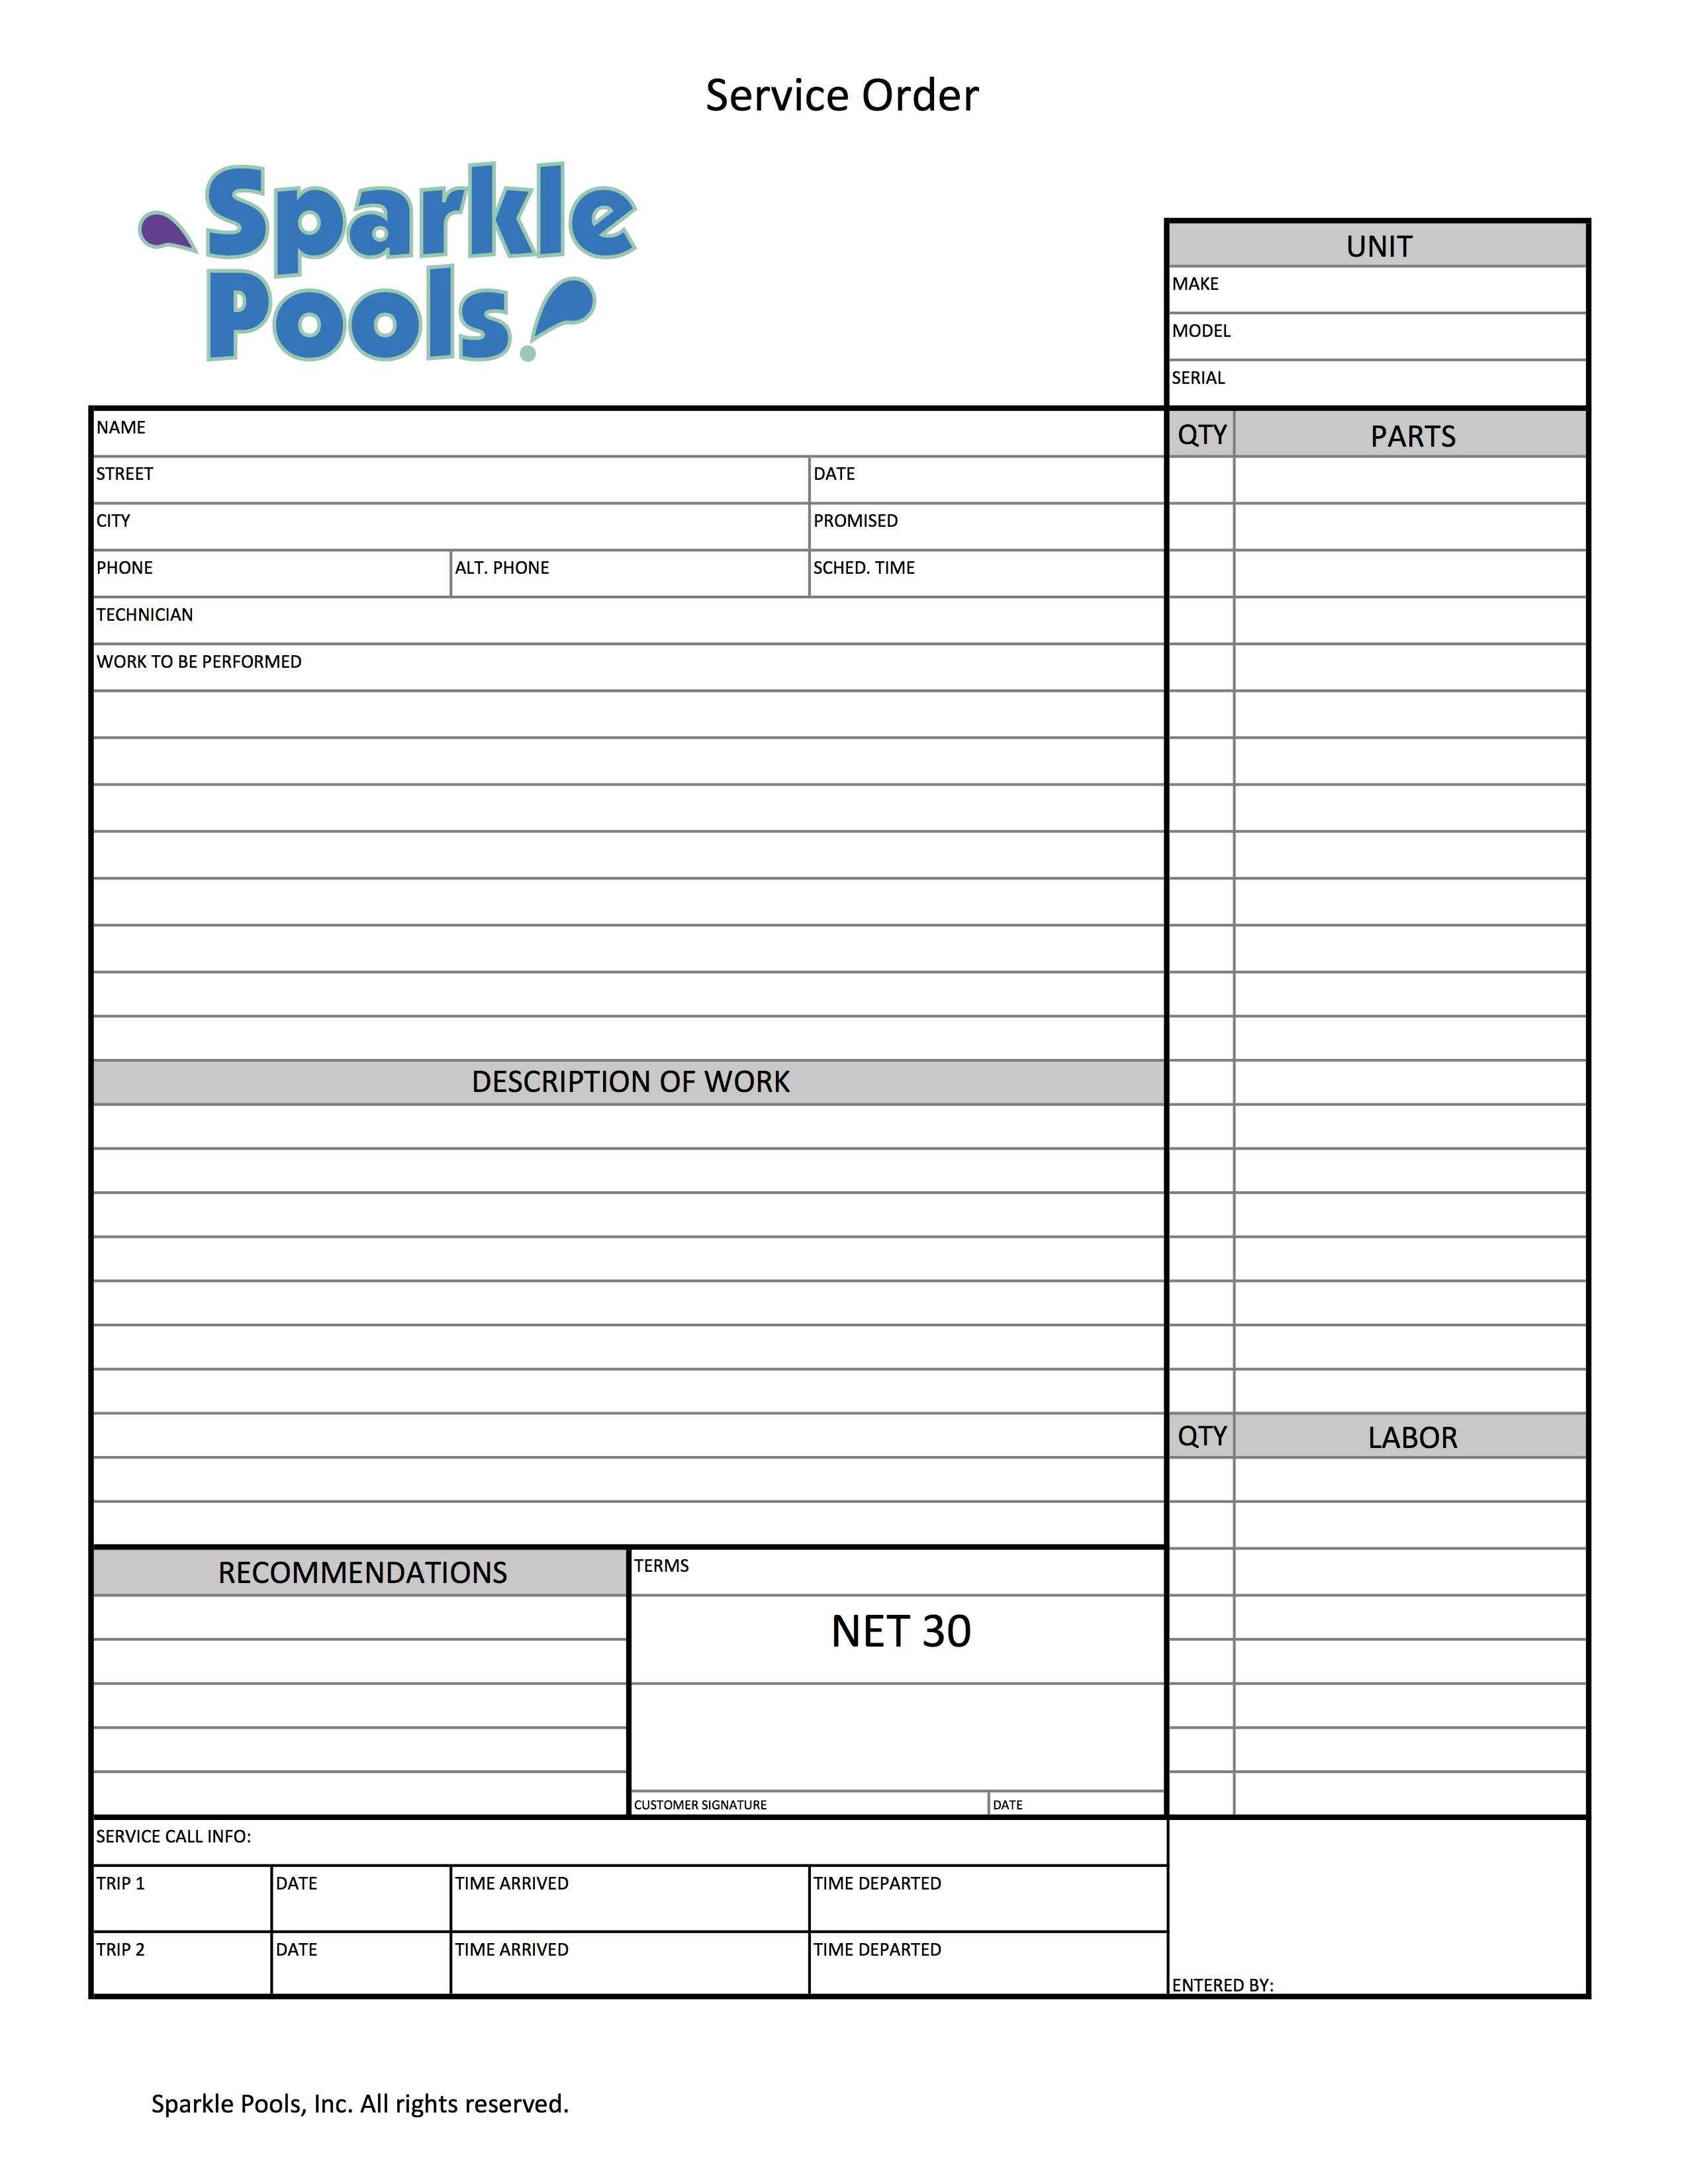 Service Order
Sparkle
Pools
UNIT
MAKE
MODEL
SERIAL
NAME
STREET DATE
CITY PROMISED
PHONE ALT. PHONE SCHED. TIME
TECHNICIAN
WORK TO BE PERFORMED
DESCRIPTION OF WORK
QTY PARTS
QTY LABOR
RECOMMENDATIONS
TERMS
NET 30
CUSTOMER SIGNATURE DATE
SERVICE CALL INFO:
TRIP 1 DATE TIME ARRIVED TIME DEPARTED
TRIP 2 DATE TIME ARRIVED TIME DEPARTED
ENTERED BY:
Sparkle Pools, Inc. All rights reserved.